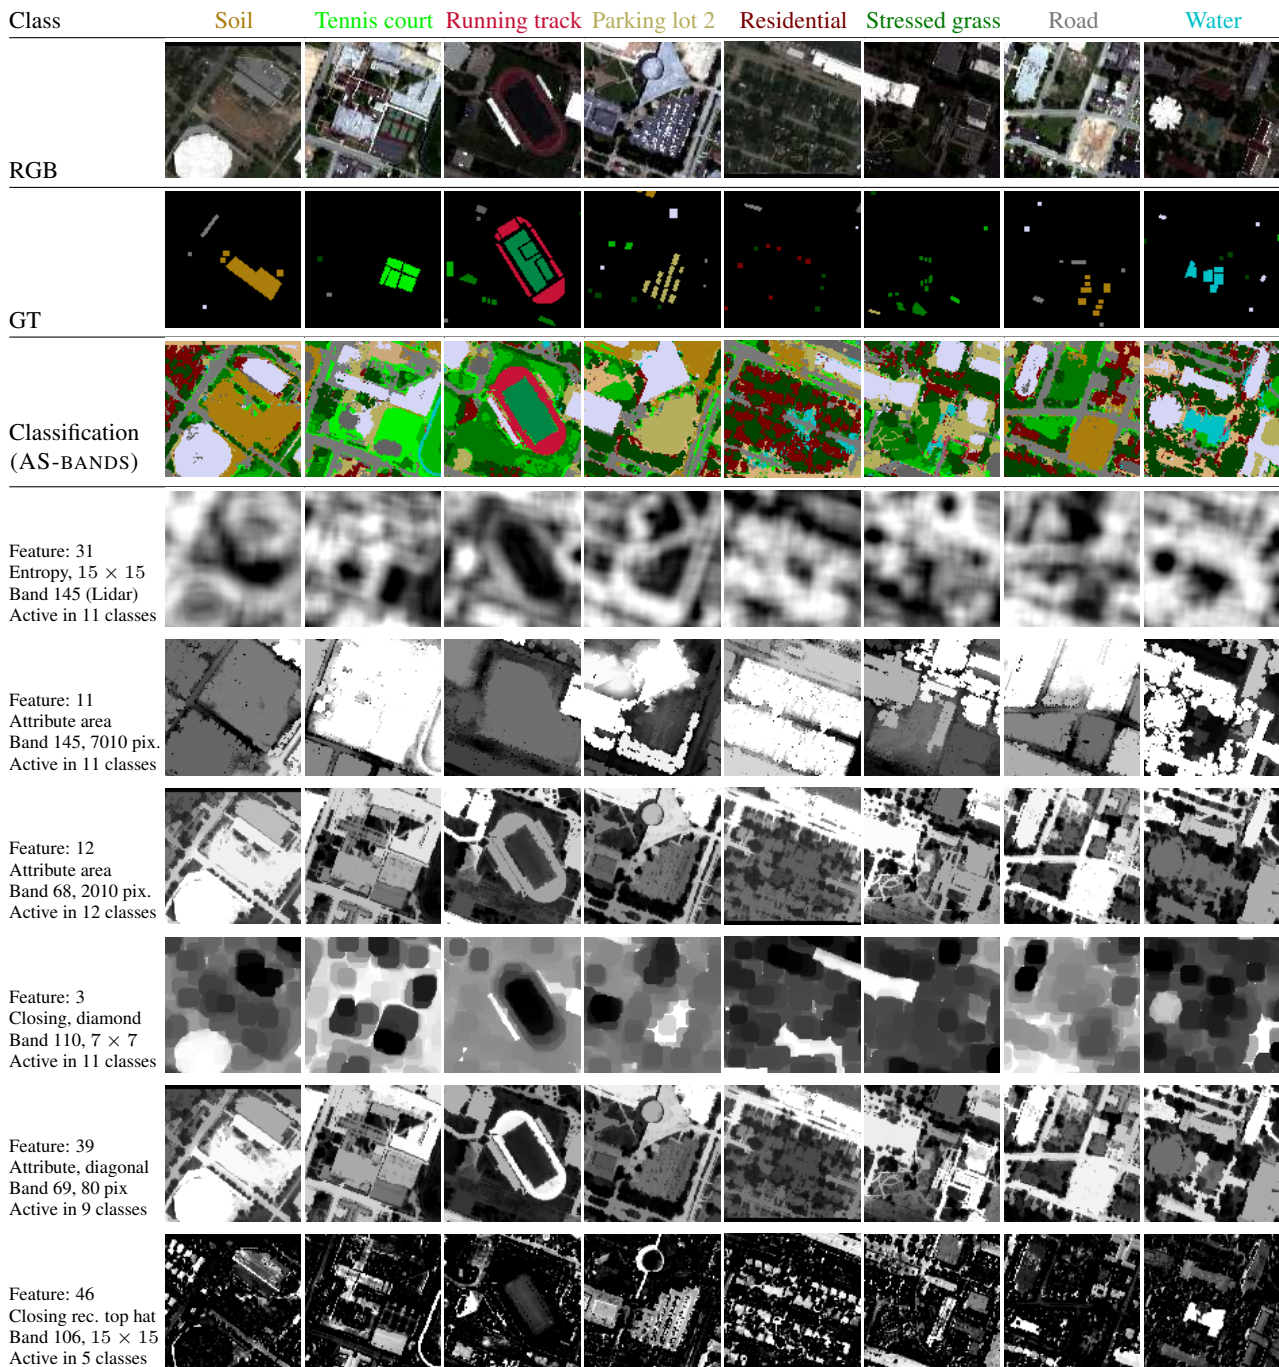 Class Soil Tennis court Running track Parking lot 2 Residential Stressed grass Road Water
RGB
GT
Classification
(AS-BANDS)
Feature: 31
Entropy, 15 × 15
Band 145 (Lidar)
Active in 11 classes
Feature: 11
Attribute area
Band 145, 7010 pix.
Active in 11 classes
Feature: 12
Attribute area
Band 68, 2010 pix.
Active in 12 classes
Feature: 3
Closing, diamond
Band 110, 7 × 7
Active in 11 classes
Feature: 39
Attribute, diagonal
Band 69, 80 pix
Active in 9 classes
Feature: 46
Closing rec. top hat
Band 106, 15 × 15
Active in 5 classes